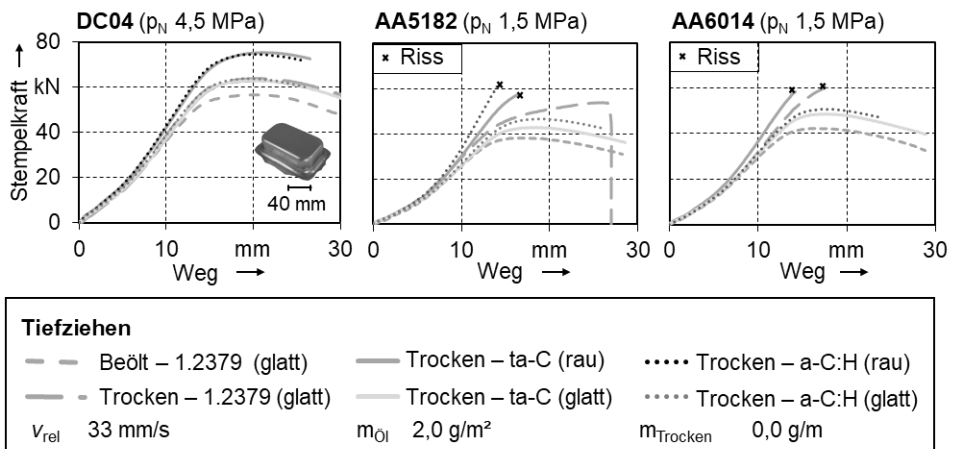 DC04 (pN 4,5 MPa)
AA5182 (pN 1,5 MPa)
AA6014 (pN 1,5 MPa)
Stempelkraft
80
kN
40
20
0
40 mm
0 10 mm 30
Weg
Riss
0 10 mm 30
Weg
Riss
0 10 mm 30
Weg
Tiefziehen
Beölt – 1.2379 (glatt)
Trocken – ta-C (rau)
Trocken – a-C:H (rau)
Trocken – 1.2379 (glatt)
Trocken – ta-C (glatt)
Trocken – a-C:H (glatt)
vrel 33 mm/s
mÖl 2,0 g/m²
mTrocken 0,0 g/m